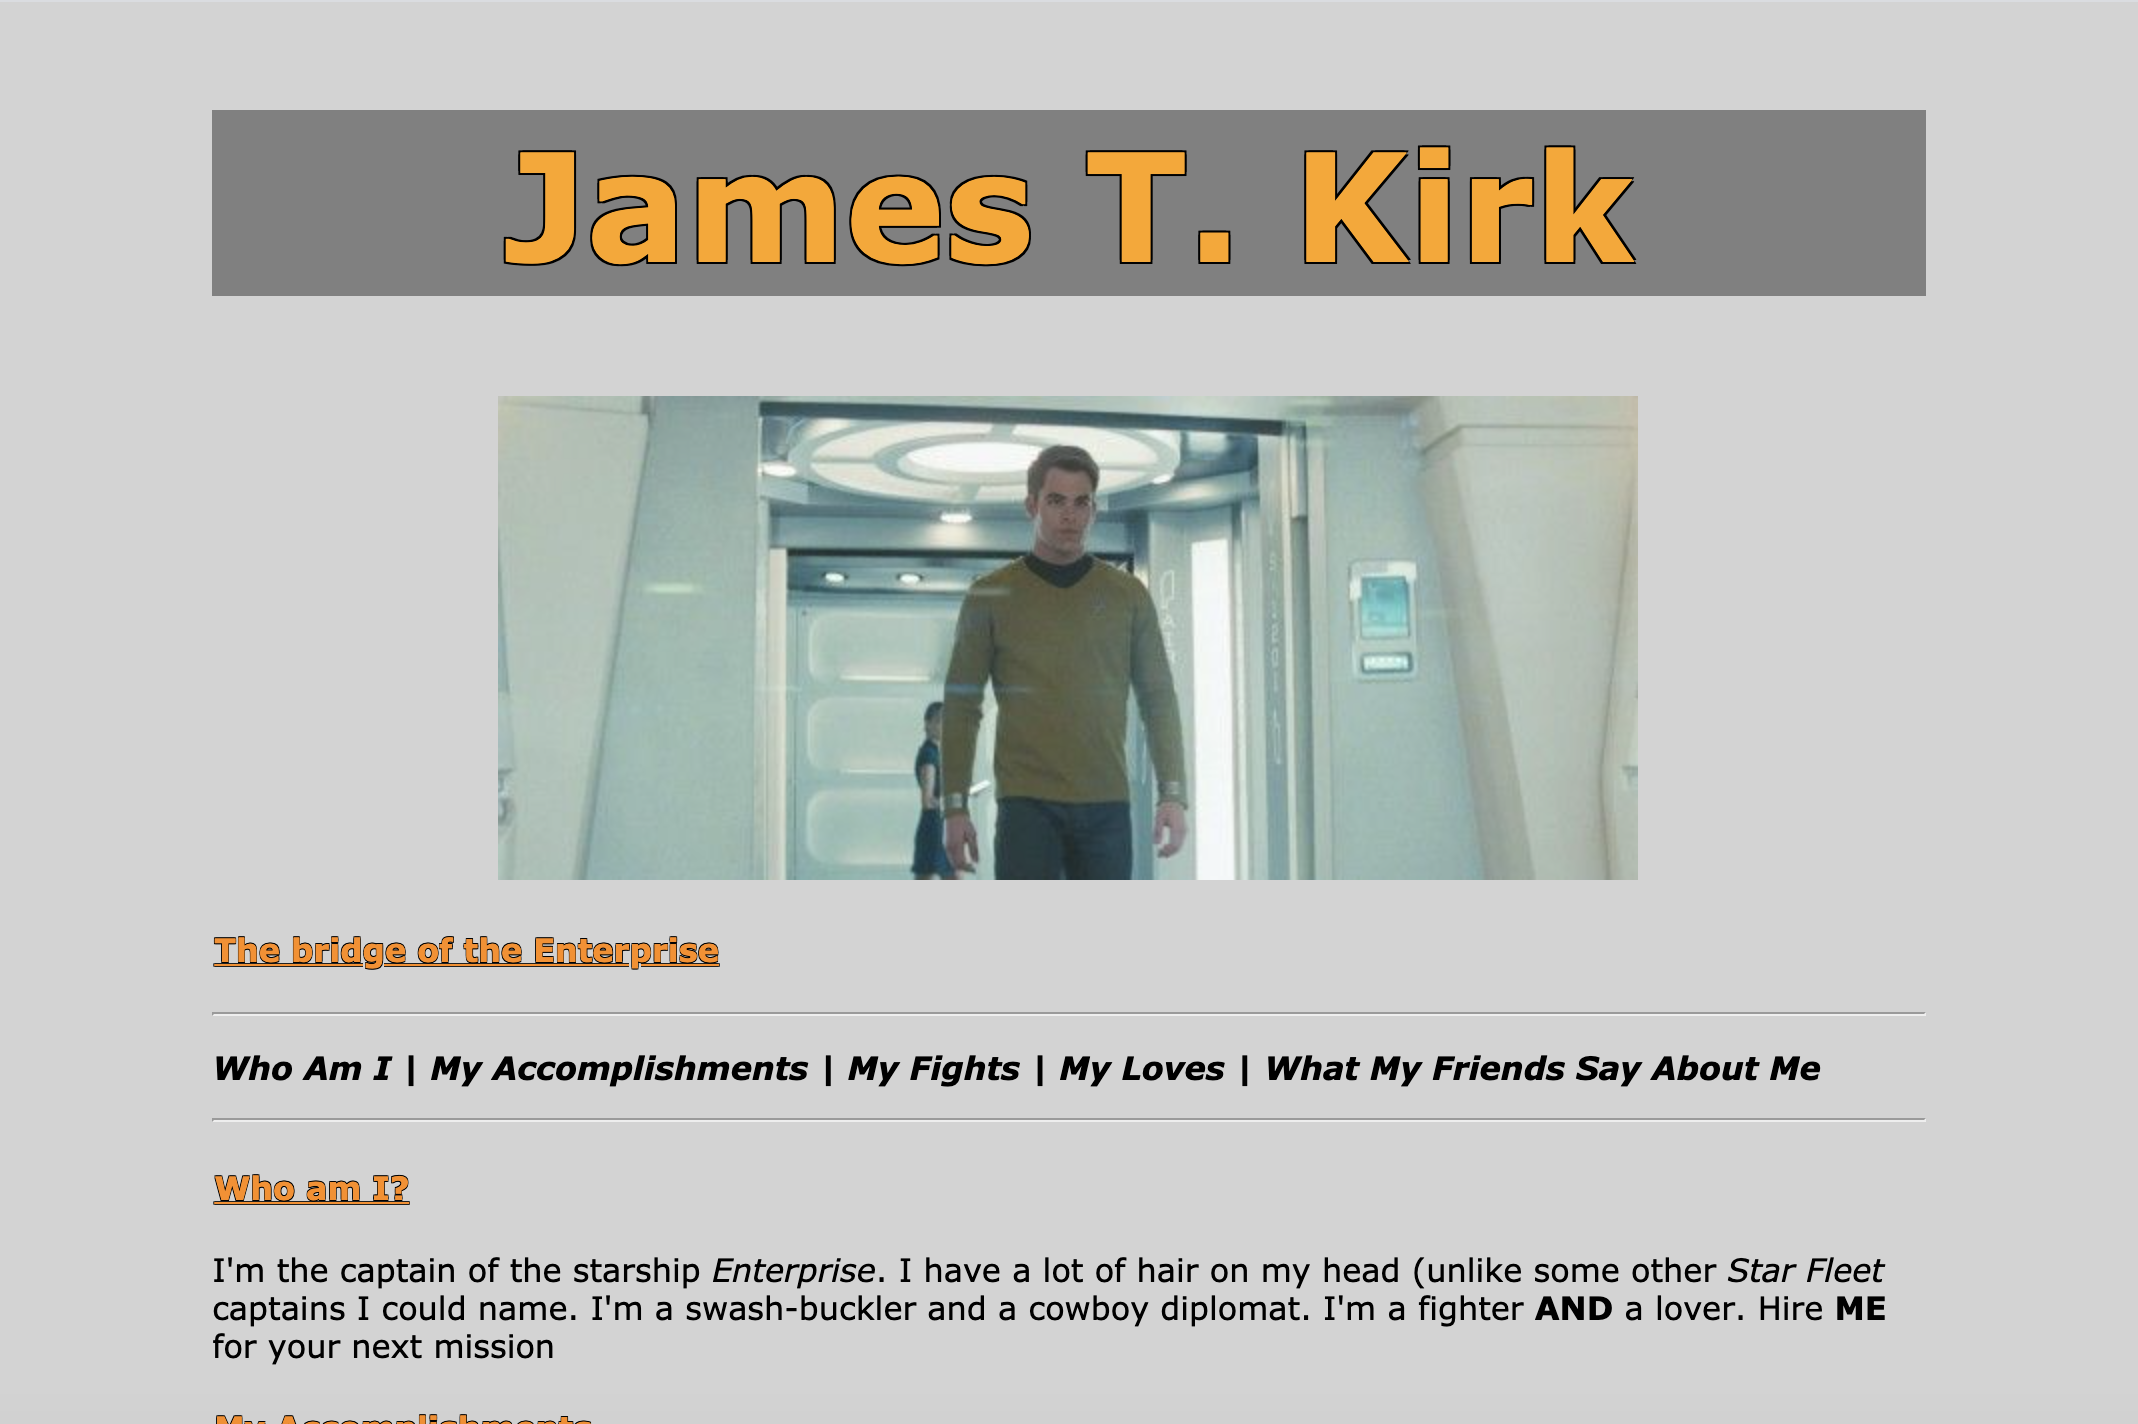 James T. Kirk
The bridge of the Enterprise
Who Am I | My Accomplishments | My Fights | My Loves | What My Friends Say About Me
Who am I?
I'm the captain of the starship Enterprise. I have a lot of hair on my head (unlike some other Star Fleet
captains I could name. I'm a swash-buckler and a cowboy diplomat. I'm a fighter AND a lover. Hire ME
for your next mission
My Accomplishments